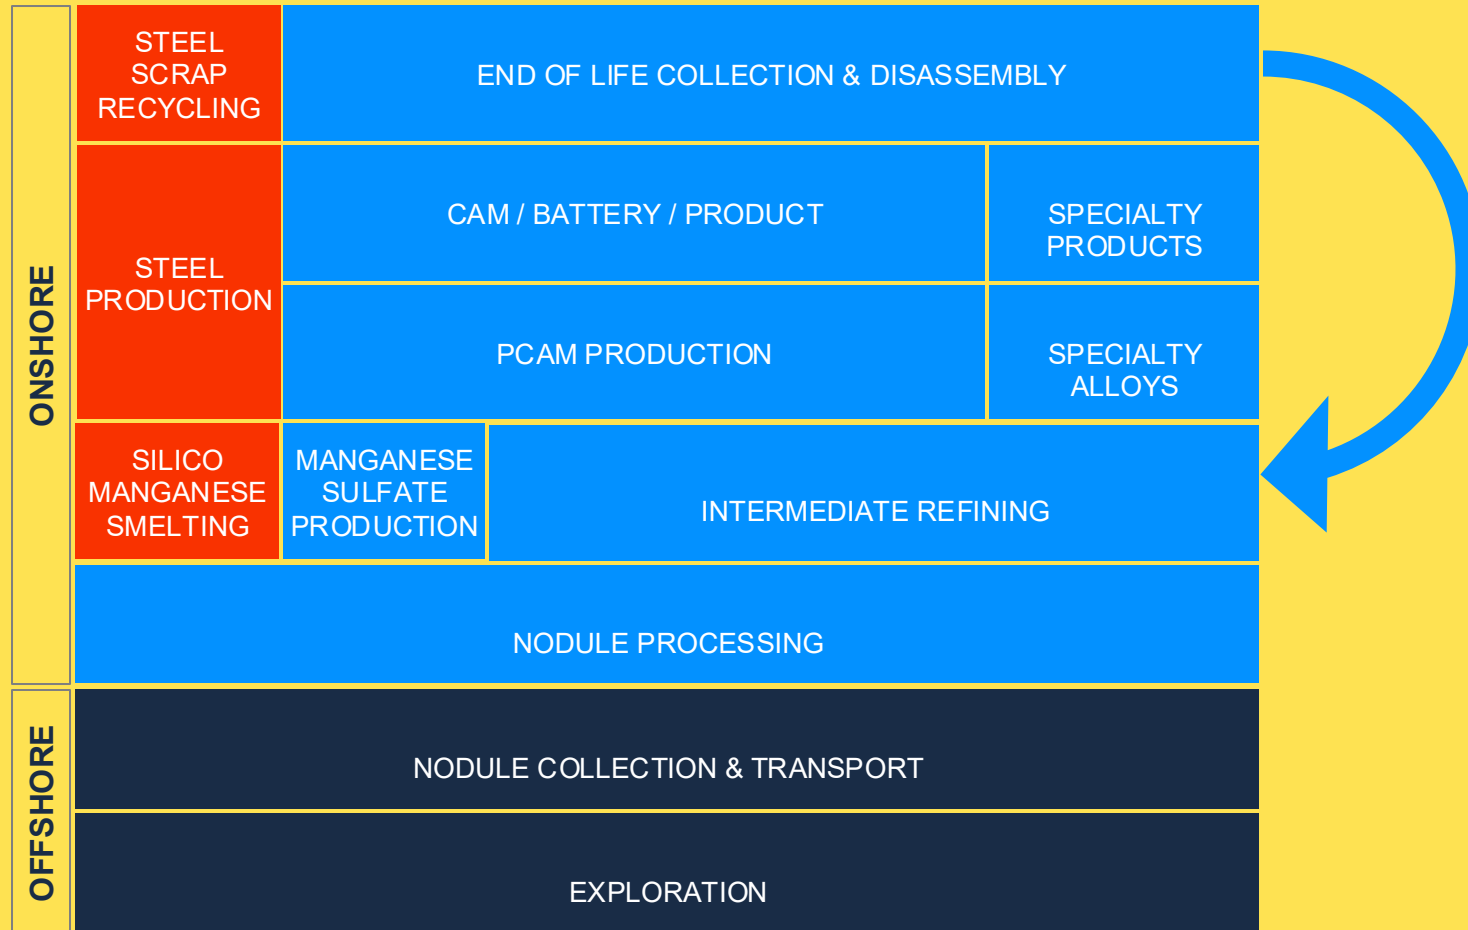 STEEL
SCRAP
RECYCLING
END OF LIFE COLLECTION & DISASSEMBLY
ONSHORE
STEEL
PRODUCTION
CAM / BATTERY / PRODUCT
SPECIALTY
PRODUCTS
PCAM PRODUCTION
SPECIALTY
ALLOYS
SILICO
MANGANESE
SMELTING
MANGANESE
SULFATE
PRODUCTION
INTERMEDIATE REFINING
NODULE PROCESSING
OFFSHORE
NODULE COLLECTION & TRANSPORT
EXPLORATION